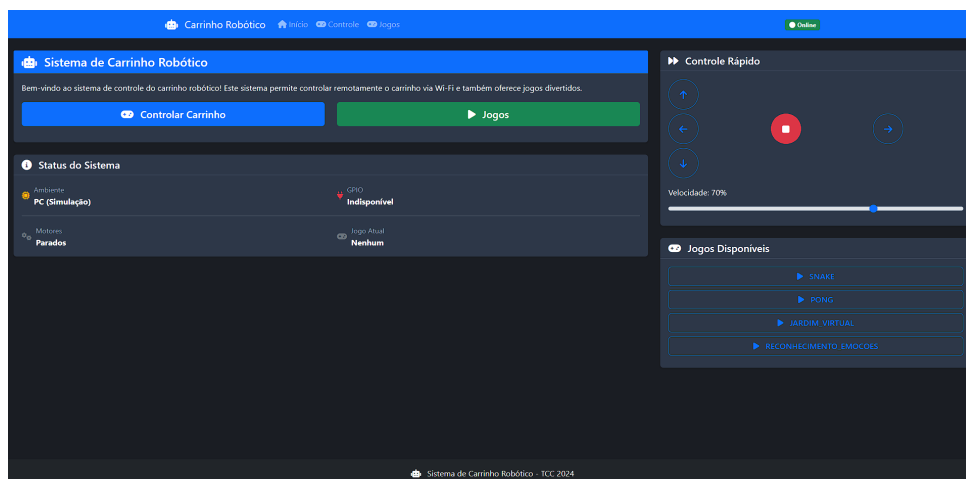 Carrinho Robótico Início Controle Jogos Online
Sistema de Carrinho Robótico
Bem-vindo ao sistema de controle do carrinho robótico! Este sistema permite controlar remotamente o carrinho via Wi-Fi e também oferece jogos divertidos.
Controlar Carrinho Jogos
Status do Sistema
Ambiente
PC (Simulação)
GPIO
Indisponível
Motores
Parados
Jogo Atual
Nenhum
Controle Rápido
Velocidade: 70%
Jogos Disponíveis
SNAKE
PONG
JARDIM_VIRTUAL
RECONHECIMENTO_EMOCOES
Sistema de Carrinho Robótico - TCC 2024